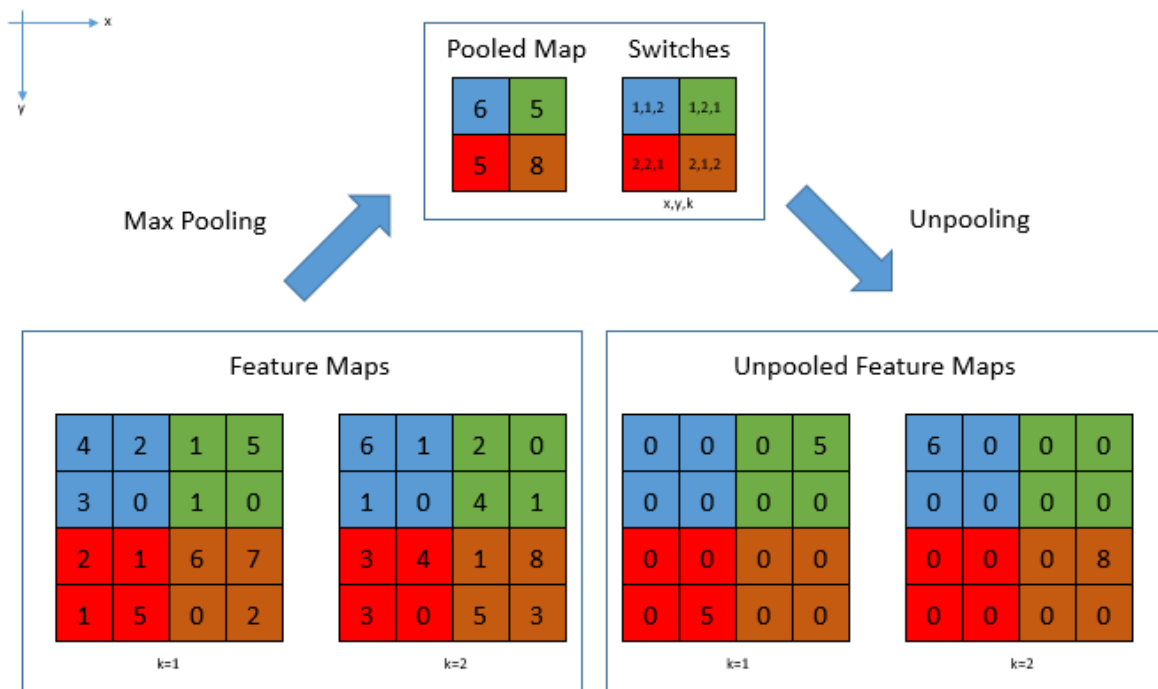 x
y
Pooled Map Switches
6 5 1,1,2 1,2,1
5 8 2,2,1 2,1,2
x,y,k
Max Pooling
Unpooling
Feature Maps
4 2 1 5 6 1 2 0
3 0 1 0 1 0 4 1
2 1 6 7 3 4 1 8
1 5 0 2 3 0 5 3
k=1 k=2
Unpooled Feature Maps
0 0 0 5 6 0 0 0
0 0 0 0 0 0 0 0
0 0 0 0 0 0 0 8
0 5 0 0 0 0 0 0
k=1 k=2